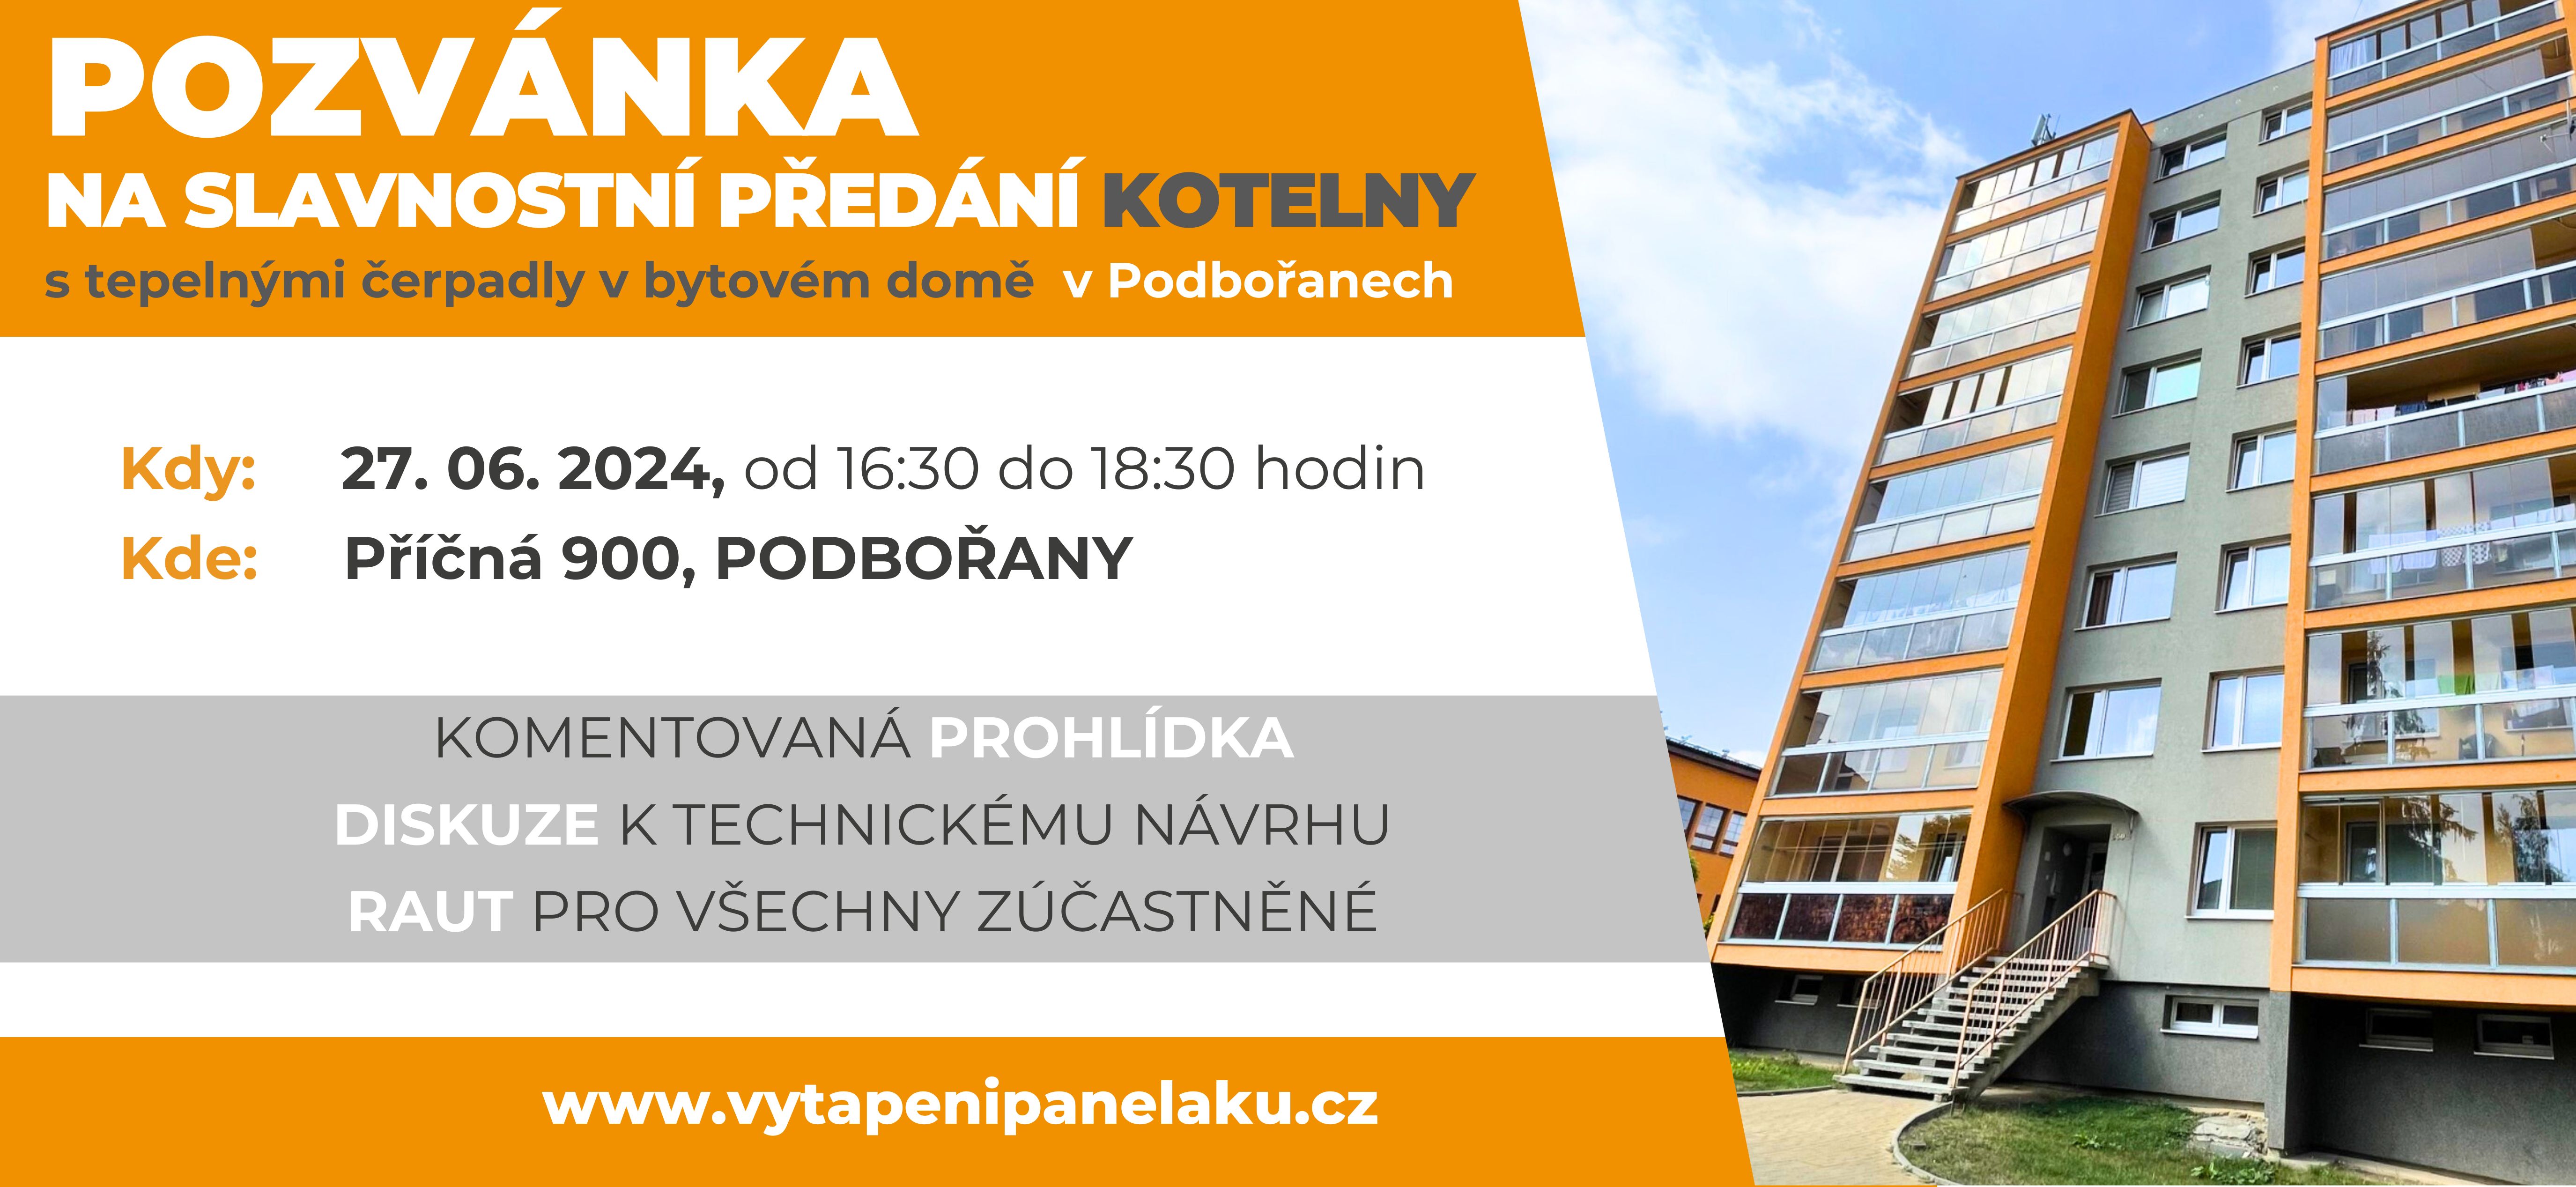 POZVÁNKA
NA SLAVNOSTNÍ PŘEDÁNÍ KOTELNY
s tepelnými čerpadly v bytovém domě v Podbořanech
Kdy: 27. 06. 2024, od 16:30 do 18:30 hodin
Kde: Příčná 900, PODBOŘANY
KOMENTOVANÁ PROHLÍDKA
DISKUZE K TECHNICKÉMU NÁVRHU
RAUT PRO VŠECHNY ZÚČASTNĚNÉ
www.vytapenipanelaku.cz